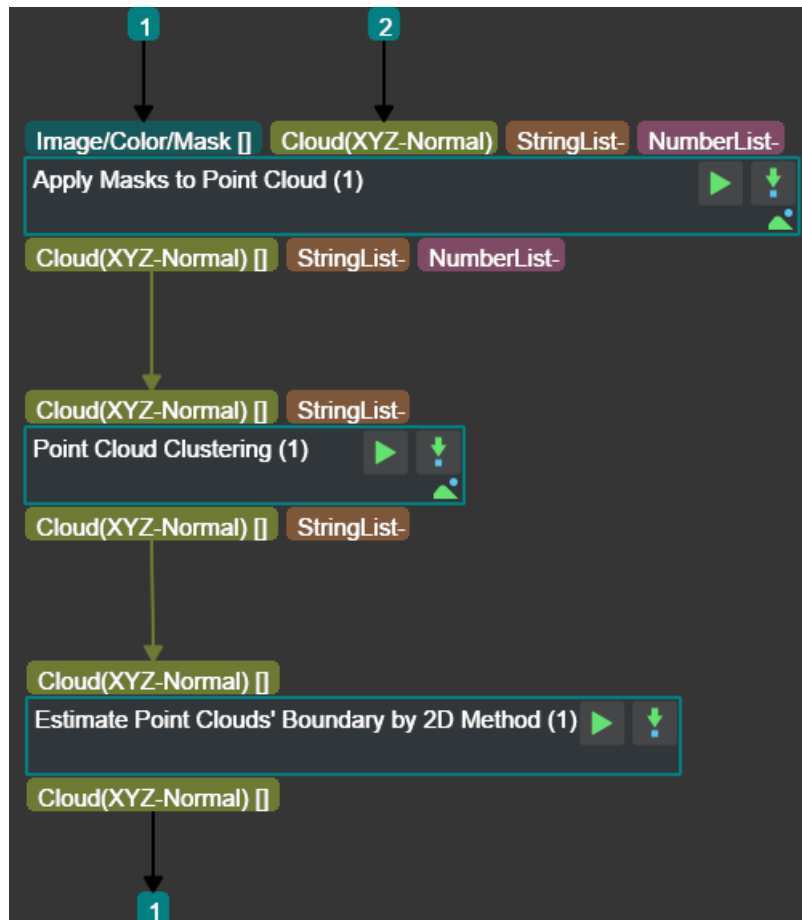 1 2
Image/Color/Mask [] Cloud(XYZ-Normal) StringList- NumberList-
Apply Masks to Point Cloud (1)
Cloud(XYZ-Normal) [] StringList- NumberList-
Cloud(XYZ-Normal) [] StringList-
Point Cloud Clustering (1)
Cloud(XYZ-Normal) [] StringList-
Cloud(XYZ-Normal) []
Estimate Point Clouds' Boundary by 2D Method (1)
Cloud(XYZ-Normal) []
1